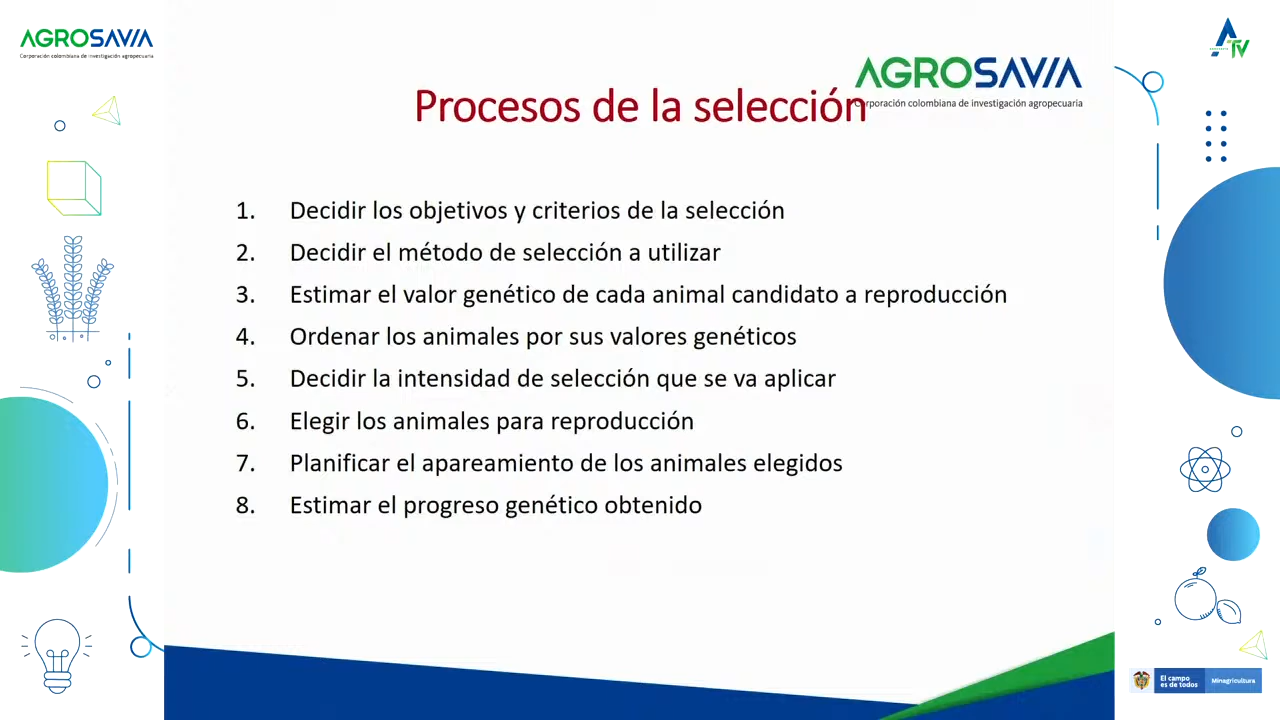 AGROSAVIA
Corporación colombiana de investigación agropecuaria
ATV
AGROSAVIA
Corporación colombiana de investigación agropecuaria
Procesos de la selección
1. Decidir los objetivos y criterios de la selección
2. Decidir el método de selección a utilizar
3. Estimar el valor genético de cada animal candidato a reproducción
4. Ordenar los animales por sus valores genéticos
5. Decidir la intensidad de selección que se va aplicar
6. Elegir los animales para reproducción
7. Planificar el apareamiento de los animales elegidos
8. Estimar el progreso genético obtenido
El campo
es de todos
Minagricultura